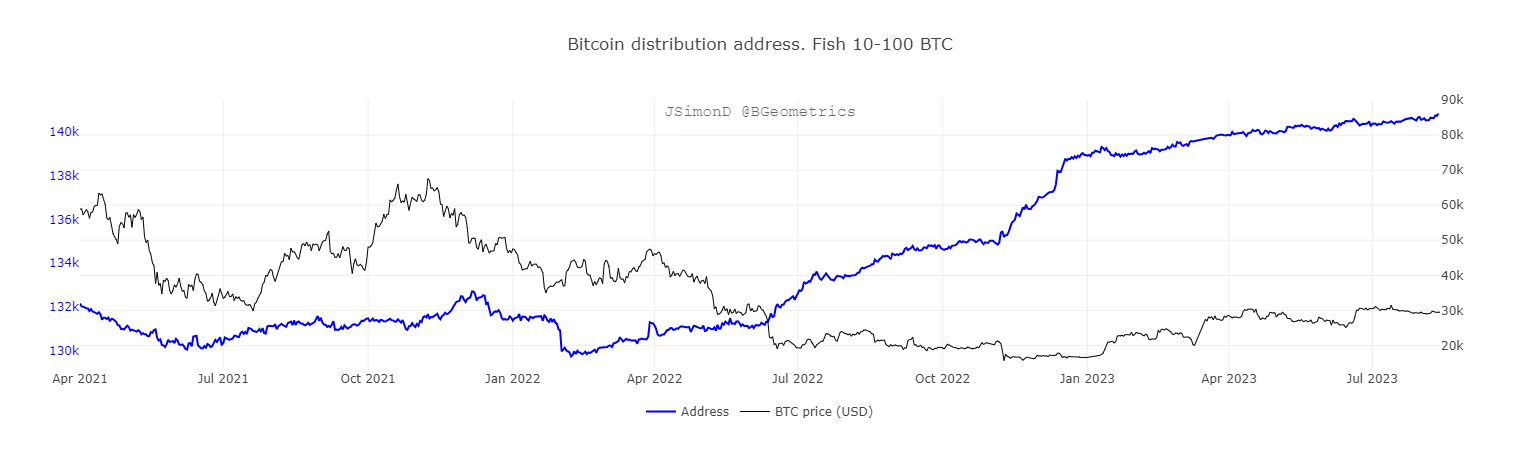 Bitcoin distribution address. Fish 10-100 BTC
JSimonD @BGeometrics
140k
138k
136k
134k
132k
130k
90k
80k
70k
60k
50k
40k
30k
20k
Apr 2021 Jul 2021 Oct 2021 Jan 2022 Apr 2022 Jul 2022 Oct 2022 Jan 2023 Apr 2023 Jul 2023
Address BTC price (USD)